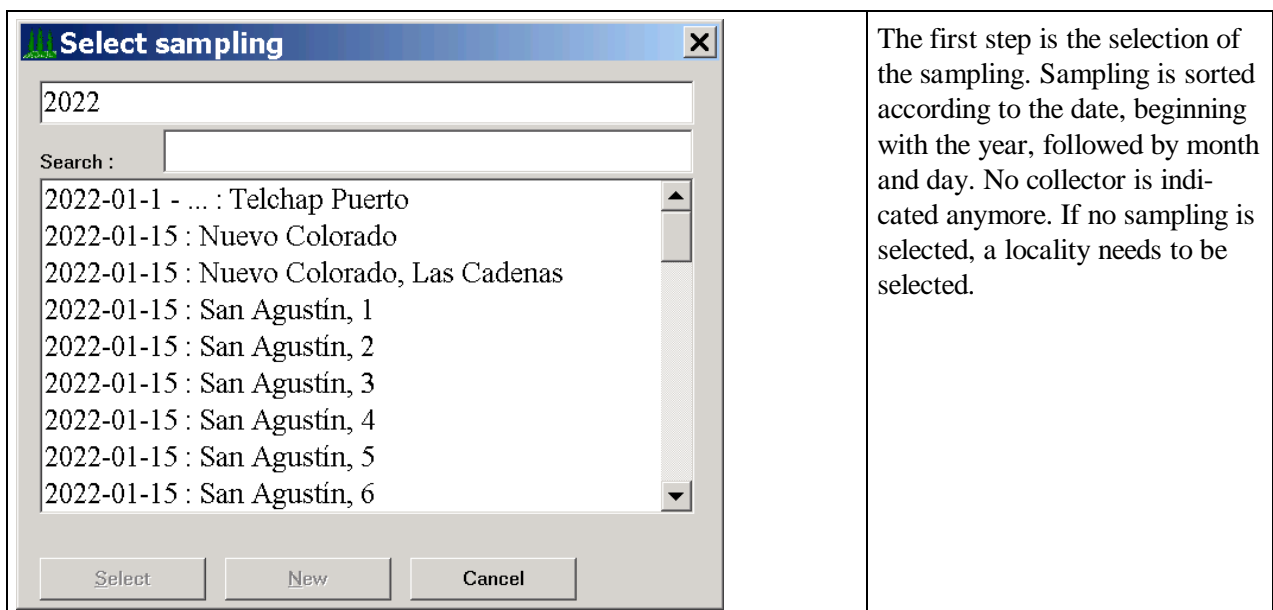 Select sampling
2022
Search :
2022-01-1 - ... : Telchap Puerto
2022-01-15 : Nuevo Colorado
2022-01-15 : Nuevo Colorado, Las Cadenas
2022-01-15 : San Agustín, 1
2022-01-15 : San Agustín, 2
2022-01-15 : San Agustín, 3
2022-01-15 : San Agustín, 4
2022-01-15 : San Agustín, 5
2022-01-15 : San Agustín, 6
Select New Cancel
The first step is the selection of
the sampling. Sampling is sorted
according to the date, beginning
with the year, followed by month
and day. No collector is indi-
cated anymore. If no sampling is
selected, a locality needs to be
selected.